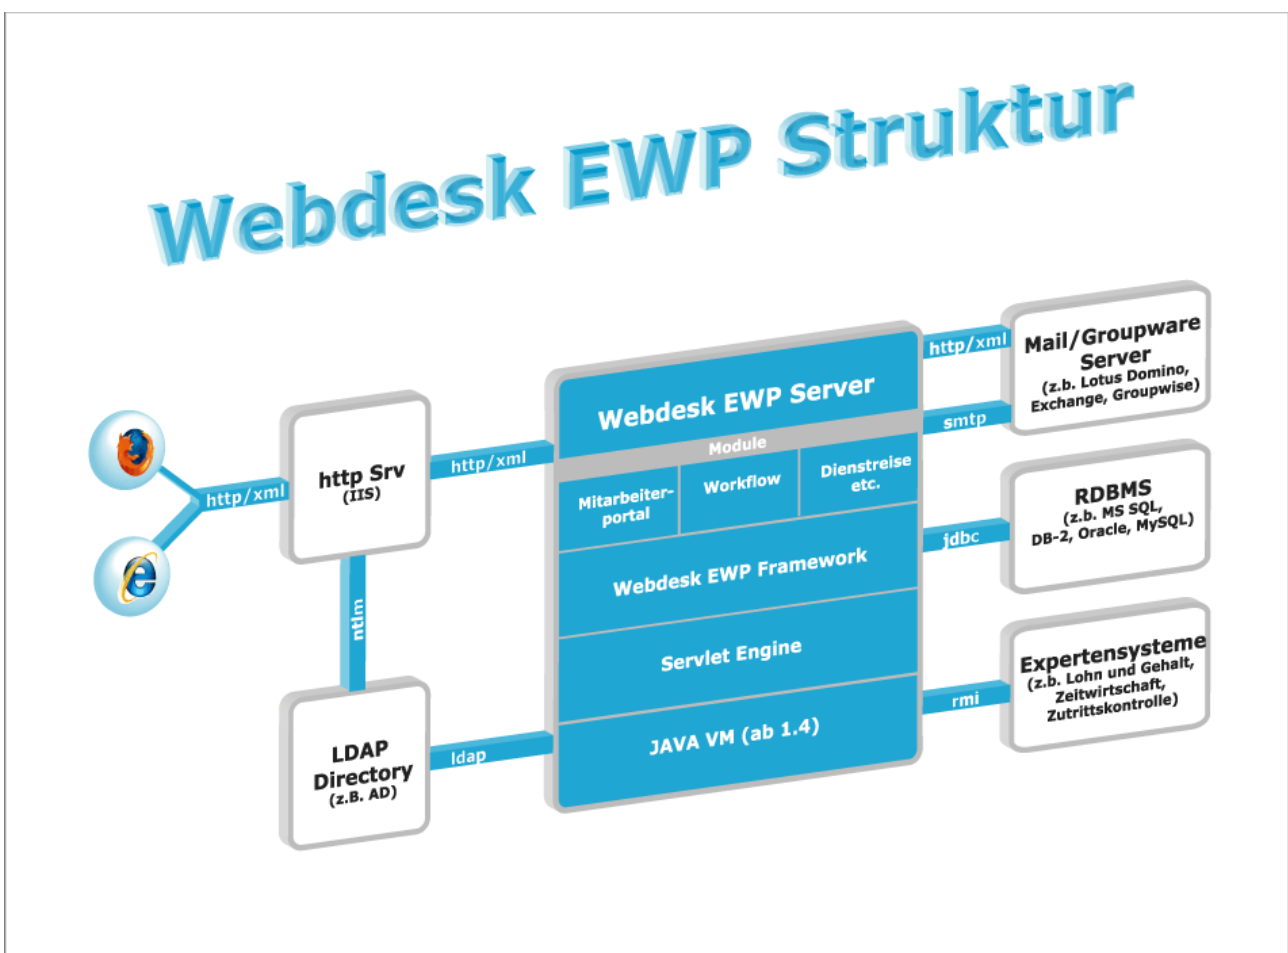 Webdesk EWP Struktur
http/xml
http Srv
(IIS)
http/xml
ntlm
LDAP
Directory
(z.B. AD)
ldap
Webdesk EWP Server
Module
Mitarbeiter-
portal
Workflow
Dienstreise
etc.
Webdesk EWP Framework
Servlet Engine
JAVA VM (ab 1.4)
http/xml
smtp
jdbc
rmi
Mail/Groupware
Server
(z.b. Lotus Domino,
Exchange, Groupwise)
RDBMS
(z.b. MS SQL,
DB-2, Oracle, MySQL)
Expertensysteme
(z.b. Lohn und Gehalt,
Zeitwirtschaft,
Zutrittskontrolle)